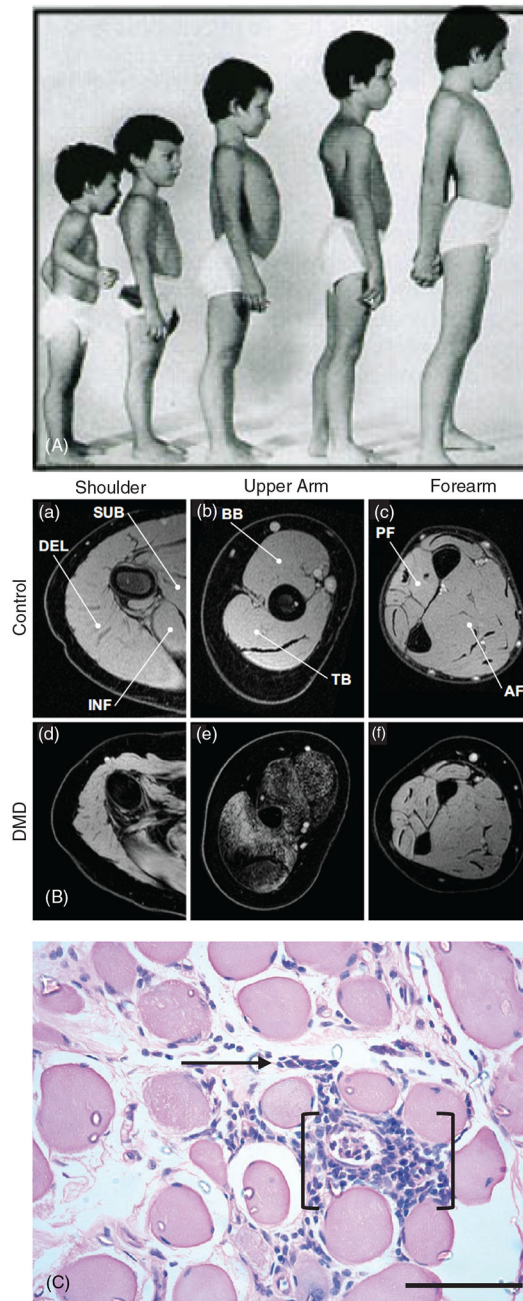 (A)
Shoulder Upper Arm Forearm
Control
(a) SUB DEL INF
(b) BB TB
(c) PF AF
DMD
(d) (e) (f)
(B)
(C)